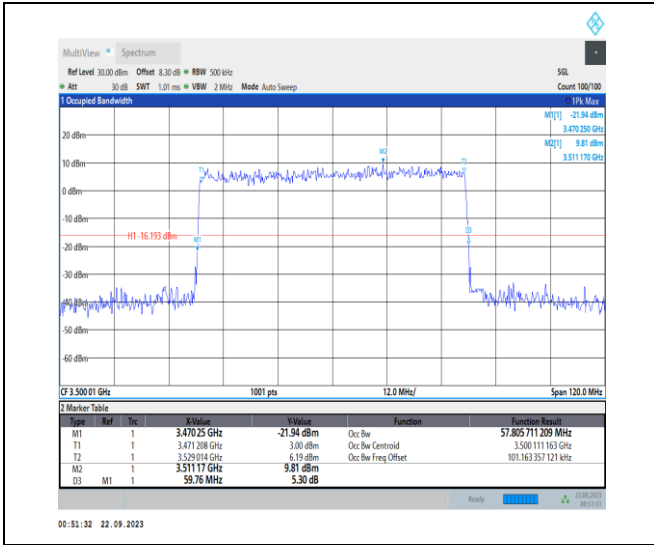 MultiView Spectrum
Ref Level 30.00 dBm Offset 8.30 dB RBW 500 kHz SGL
Att 30 dB SWT 1.01 ms VBW 2 MHz Mode Auto Sweep Count 100/100
1 Occupied Bandwidth 1Pk Max
M1[1] -21.94 dBm
3.470 250 GHz
M2[1] 9.81 dBm
3.511 170 GHz
20 dBm
M2
10 dBm
T1
T2
0 dBm
-10 dBm
D3
H1 -16.193 dBm
M1
-20 dBm
-30 dBm
-40 dBm
-50 dBm
-60 dBm
CF 3.500 01 GHz 1001 pts 12.0 MHz/ Span 120.0 MHz
2 Marker Table
Type Ref Trc X-Value Y-Value Function Function Result
M1 1 3.470 25 GHz -21.94 dBm Occ Bw 57.805 711 209 MHz
T1 1 3.471 208 GHz 3.00 dBm Occ Bw Centroid 3.500 111 163 GHz
T2 1 3.529 014 GHz 6.19 dBm Occ Bw Freq Offset 101.163 357 121 kHz
M2 1 3.511 17 GHz 9.81 dBm
D3 M1 1 59.76 MHz 5.30 dB
Ready 22.09.2023
00:51:31
00:51:32 22.09.2023